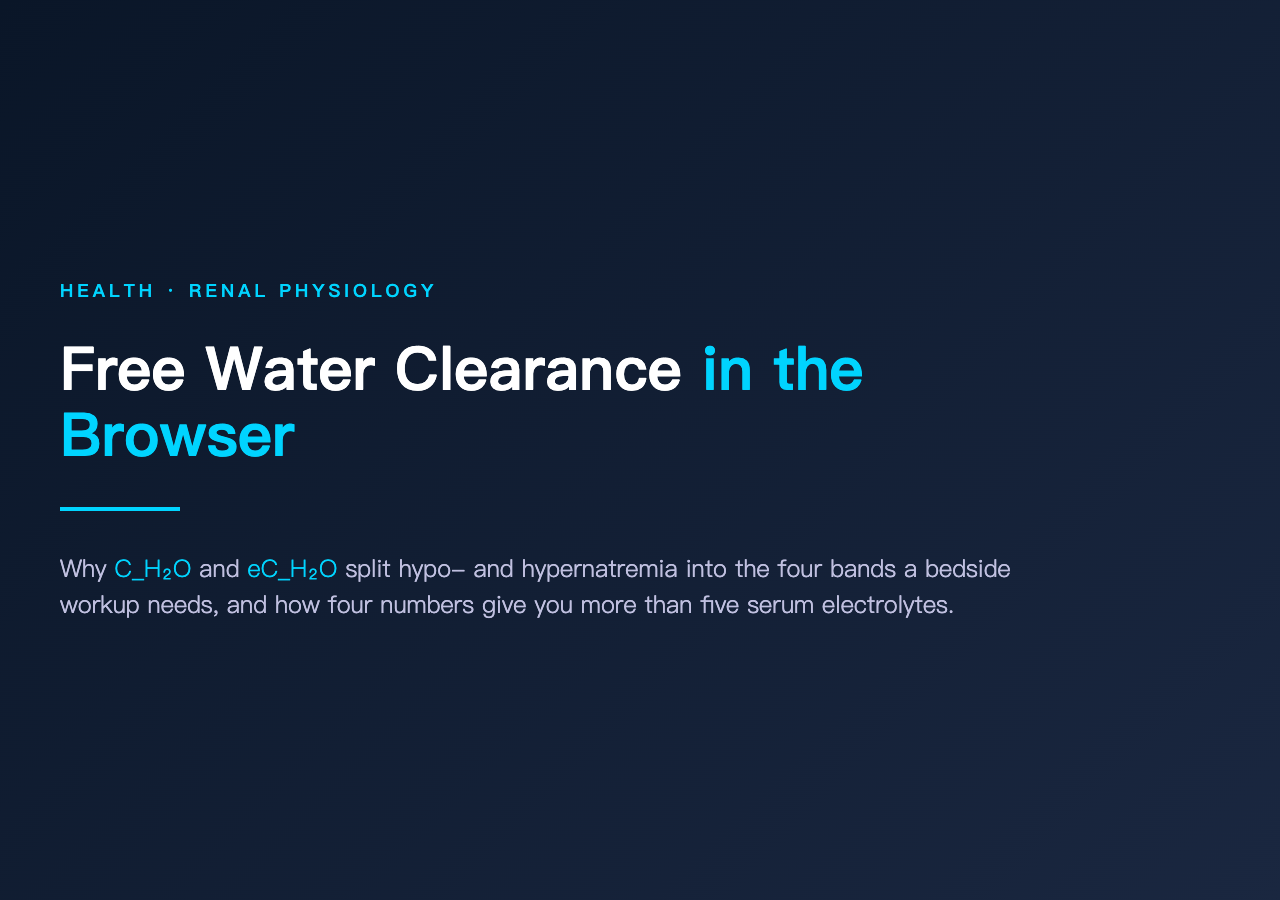 HEALTH · RENAL PHYSIOLOGY
Free Water Clearance in the
Browser
Why C_H₂O and eC_H₂O split hypo– and hypernatremia into the four bands a bedside
workup needs, and how four numbers give you more than five serum electrolytes.